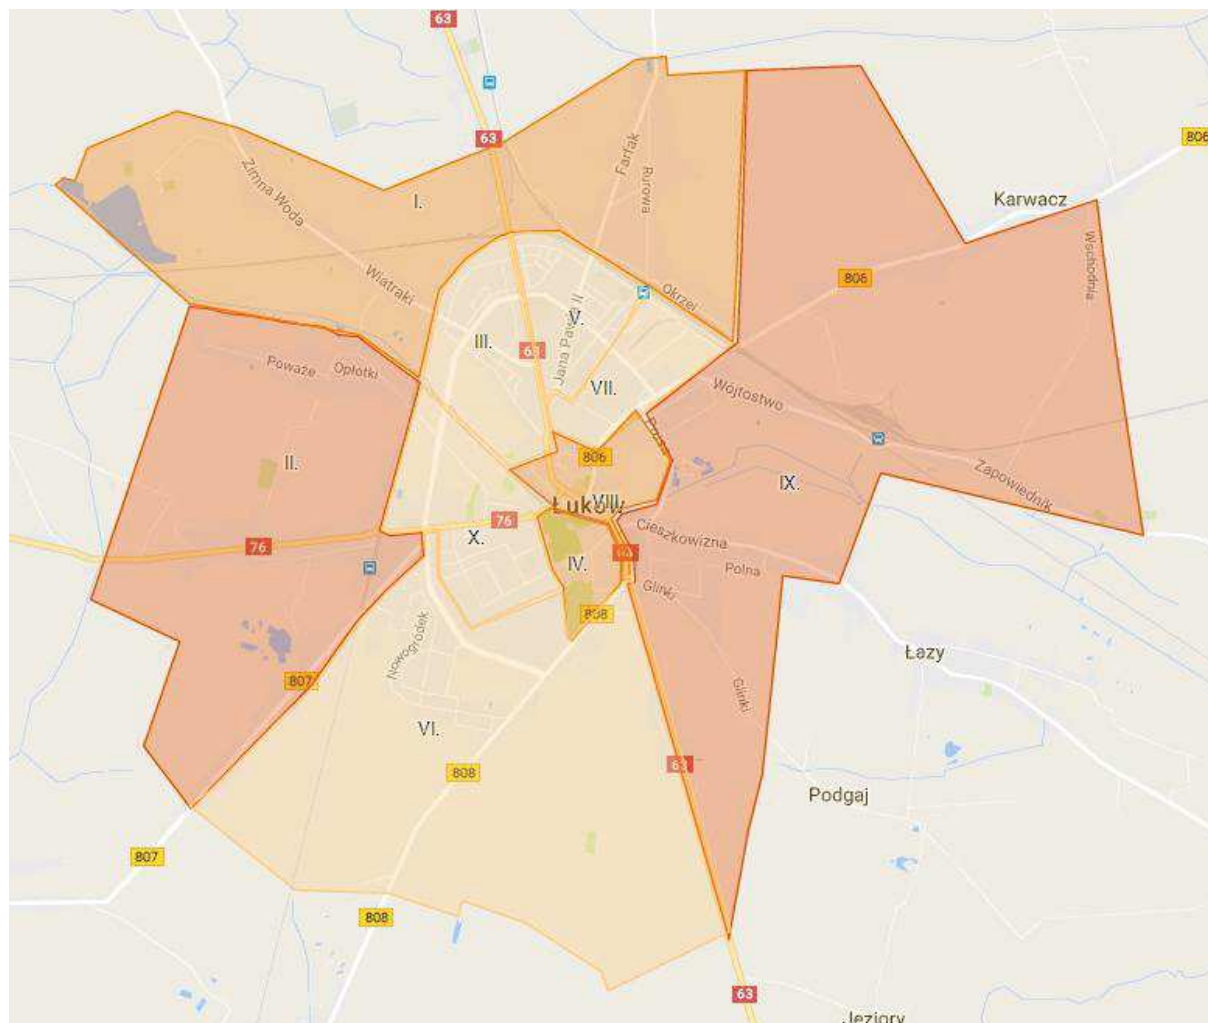 63
806
63
Karwacz
Farfak
Rurowa
Zimna Woda
I.
Wschodnia
Wiatraki
806
Okrzei
Jana Pawła II
V.
III.
63
Poważe
Opłotki
VII.
Wójtostwo
II.
806
IX.
Zapowiednik
VIII.
Łuków
76
Cieszkowizna
X.
76
IV.
63
Polna
Glinki
808
Nowogródek
Łazy
807
Glinki
VI.
63
808
Podgaj
807
808
63
Jeziory